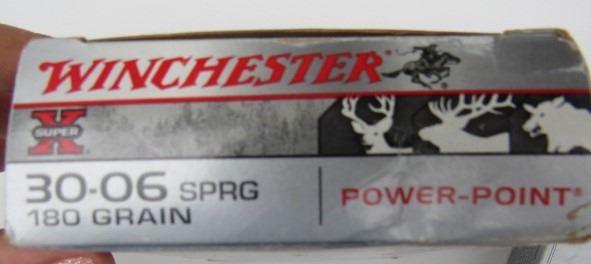 WINCHESTER
SUPER
X
30-06 SPRG
180 GRAIN
POWER-POINT®